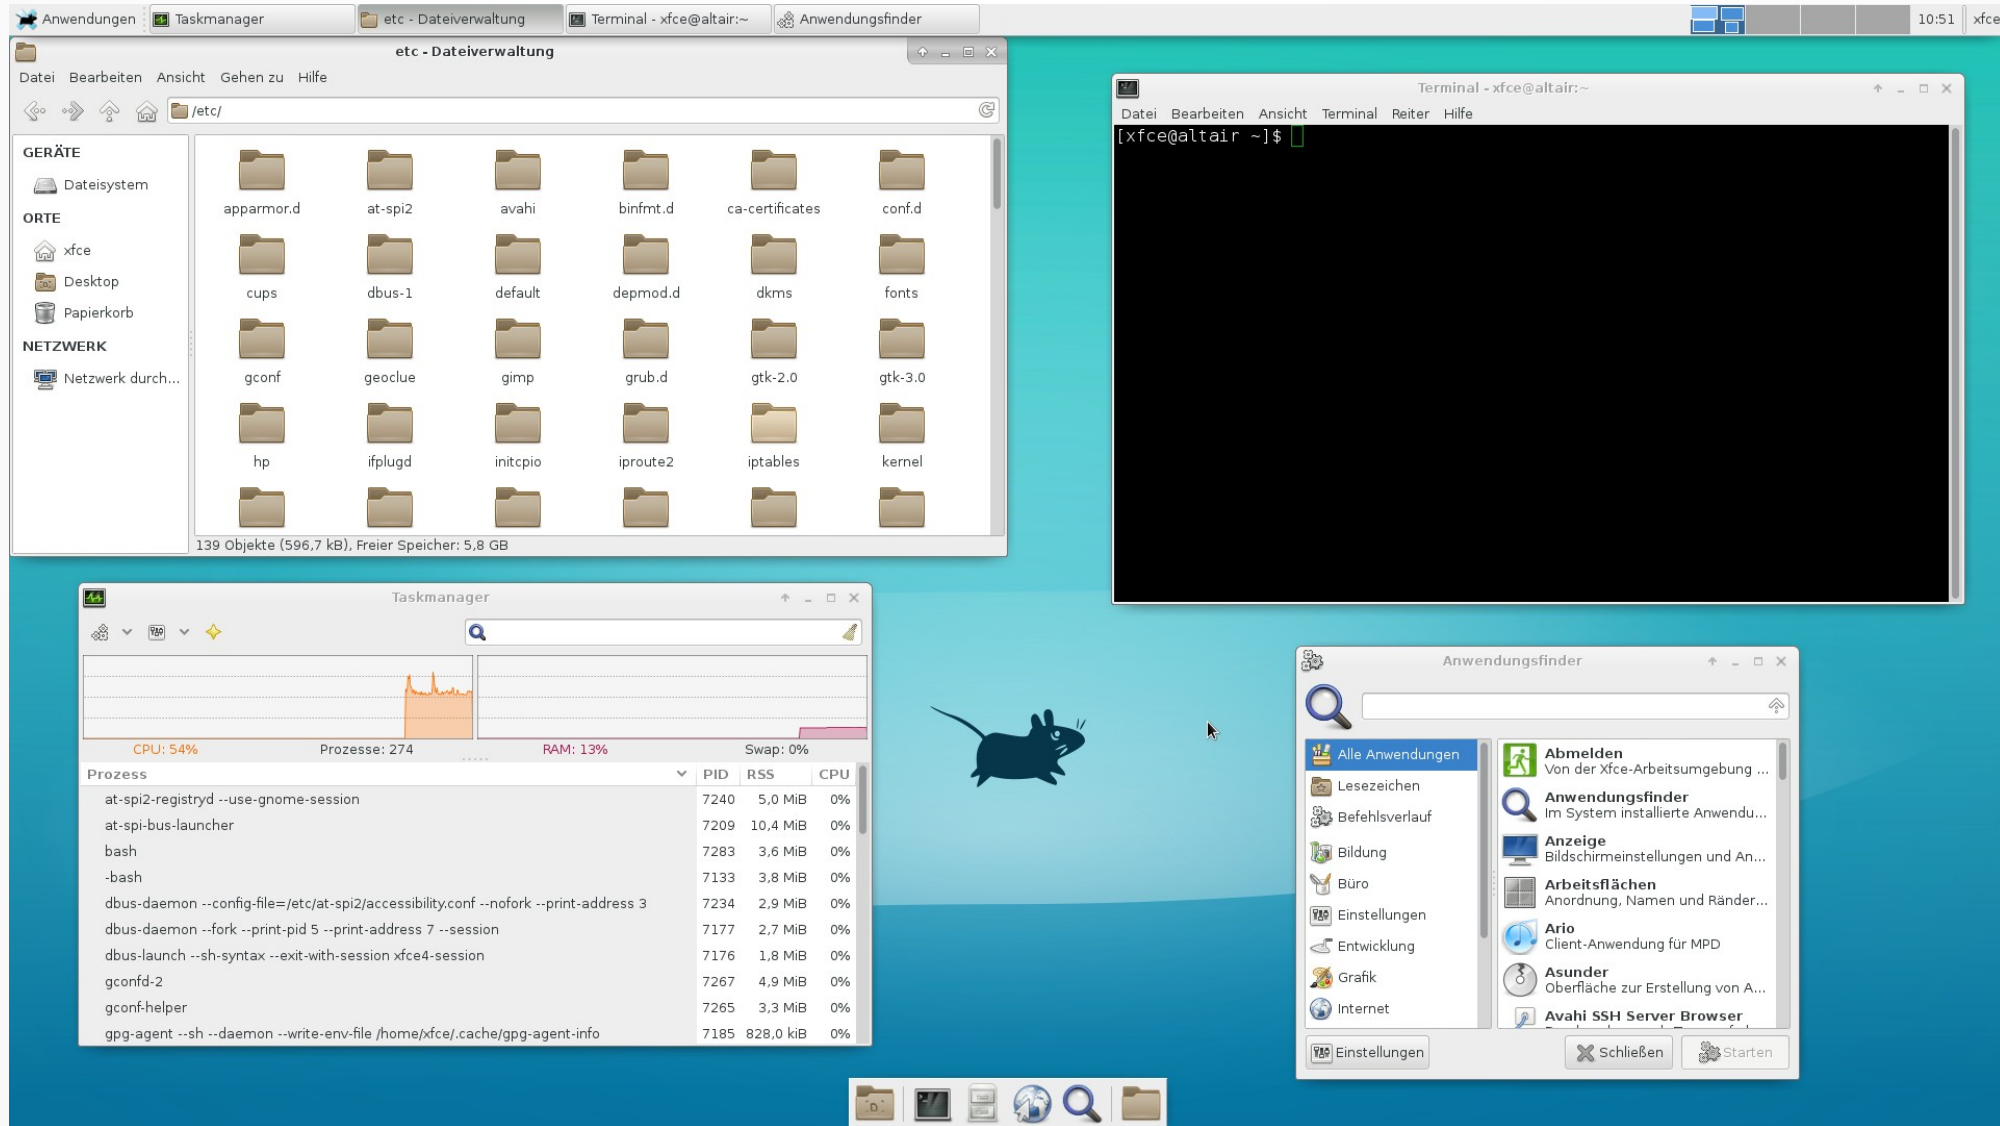 Anwendungen
Taskmanager
etc - Dateiverwaltung
Terminal - xfce@altair:~
Anwendungsfinder
10:51
xfce
etc - Dateiverwaltung
Datei Bearbeiten Ansicht Gehen zu Hilfe
/etc/
GERÄTE
Dateisystem
ORTE
xfce
Desktop
Papierkorb
NETZWERK
Netzwerk durch...
apparmor.d at-spi2 avahi binfmt.d ca-certificates conf.d
cups dbus-1 default depmod.d dkms fonts
gconf geoclue gimp grub.d gtk-2.0 gtk-3.0
hp ifplugd initcpio iproute2 iptables kernel
139 Objekte (596,7 kB), Freier Speicher: 5,8 GB
Terminal - xfce@altair:~
Datei Bearbeiten Ansicht Terminal Reiter Hilfe
[xfce@altair ~]$
Taskmanager
CPU: 54% Prozesse: 274 RAM: 13% Swap: 0%
Prozess PID RSS CPU
at-spi2-registryd --use-gnome-session 7240 5,0 MiB 0%
at-spi-bus-launcher 7209 10,4 MiB 0%
bash 7283 3,6 MiB 0%
-bash 7133 3,8 MiB 0%
dbus-daemon --config-file=/etc/at-spi2/accessibility.conf --nofork --print-address 3 7234 2,9 MiB 0%
dbus-daemon --fork --print-pid 5 --print-address 7 --session 7177 2,7 MiB 0%
dbus-launch --sh-syntax --exit-with-session xfce4-session 7176 1,8 MiB 0%
gconfd-2 7267 4,9 MiB 0%
gconf-helper 7265 3,3 MiB 0%
gpg-agent --sh --daemon --write-env-file /home/xfce/.cache/gpg-agent-info 7185 828,0 kiB 0%
Anwendungsfinder
Alle Anwendungen
Lesezeichen
Befehlsverlauf
Bildung
Büro
Einstellungen
Entwicklung
Grafik
Internet
Abmelden
Von der Xfce-Arbeitsumgebung ...
Anwendungsfinder
Im System installierte Anwendu...
Anzeige
Bildschirmeinstellungen und An...
Arbeitsflächen
Anordnung, Namen und Ränder...
Ario
Client-Anwendung für MPD
Asunder
Oberfläche zur Erstellung von A...
Avahi SSH Server Browser
Einstellungen
Schließen
Starten